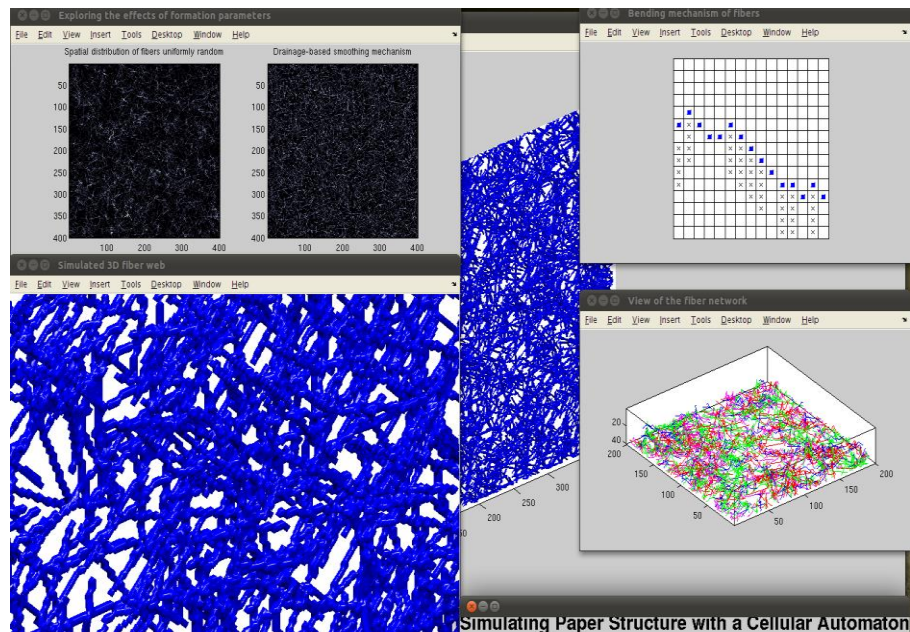 Exploring the effects of formation parameters
File Edit View Insert Tools Desktop Window Help
Spatial distribution of fibers uniformly random
Drainage-based smoothing mechanism
50
100
150
200
250
300
350
400
100 200 300 400
50
100
150
200
250
300
350
400
100 200 300 400
Bending mechanism of fibers
File Edit View Insert Tools Desktop Window Help
Simulated 3D fiber web
File Edit View Insert Tools Desktop Window Help
200 250 300
View of the fiber network
File Edit View Insert Tools Desktop Window Help
20
40
200
150
100
50
50
100
150
200
Simulating Paper Structure with a Cellular Automaton